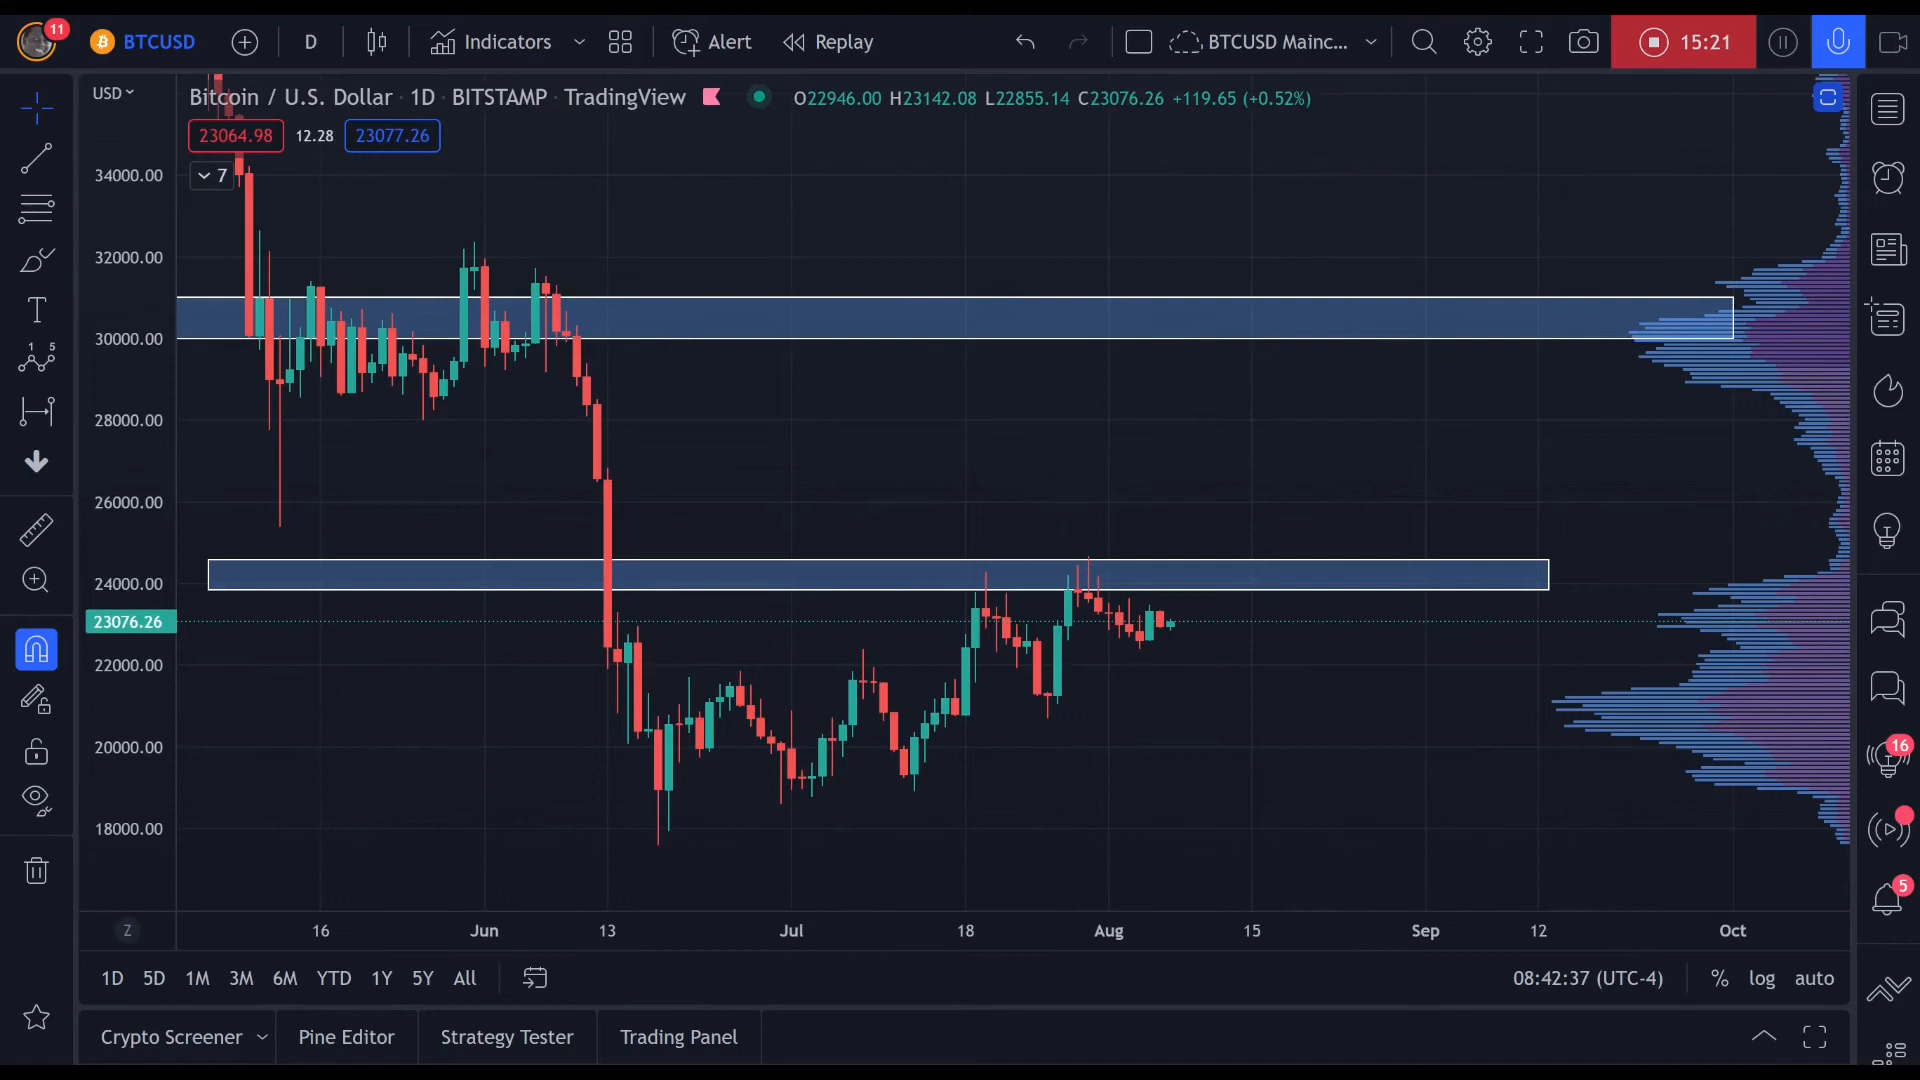 11 BTCUSD D Indicators Alert Replay BTCUSD Mainc... 15:21
USD Bitcoin / U.S. Dollar · 1D · BITSTAMP · TradingView O22946.00 H23142.08 L22855.14 C23076.26 +119.65 (+0.52%)
23064.98 12.28 23077.26
7
34000.00
32000.00
30000.00
28000.00
26000.00
24000.00
23076.26
22000.00
20000.00
18000.00
T
1 5
16
5
Z 16 Jun 13 Jul 18 Aug 15 Sep 12 Oct
1D 5D 1M 3M 6M YTD 1Y 5Y All 08:42:37 (UTC-4) % log auto
Crypto Screener Pine Editor Strategy Tester Trading Panel